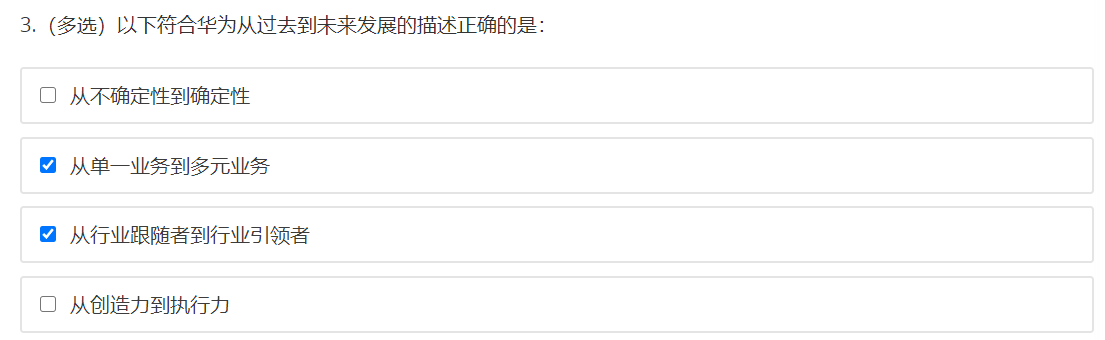 3.（多选）以下符合华为从过去到未来发展的描述正确的是：
从不确定性到确定性
从单一业务到多元业务
从行业跟随者到行业引领者
从创造力到执行力